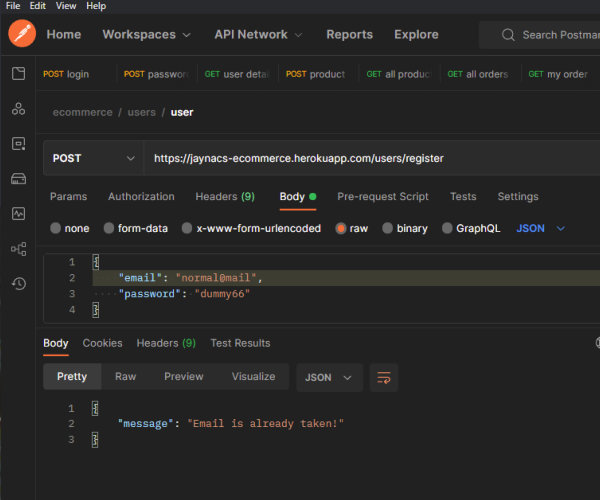 File Edit View Help
Home Workspaces API Network Reports Explore Search Postman
POST login POST passwor GET user detai POST product GET all produc GET all orders GET my order
ecommerce / users / user
POST https://jaynacs-ecommerce.herokuapp.com/users/register
Params Authorization Headers (9) Body Pre-request Script Tests Settings
none form-data x-www-form-urlencoded raw binary GraphQL JSON
1 {
2 "email": "normal@mail",
3 "password": "dummy66"
4 }
Body Cookies Headers (9) Test Results
Pretty Raw Preview Visualize JSON
1 {
2 "message": "Email is already taken!"
3 }